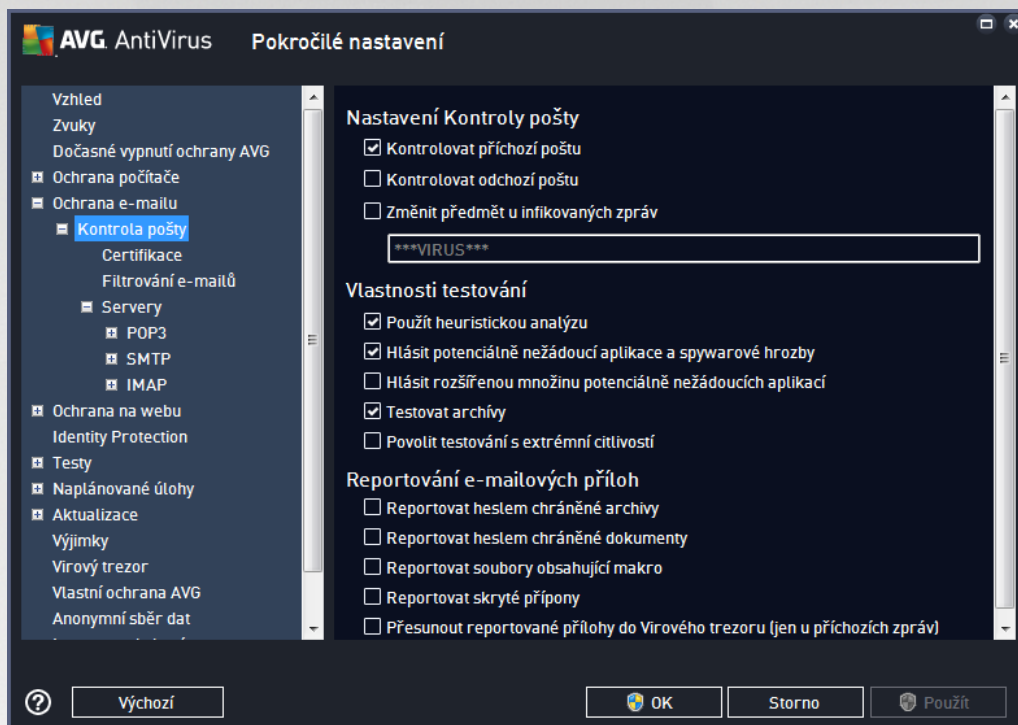 AVG AntiVirus Pokročilé nastavení
Vzhled
Zvuky
Dočasné vypnutí ochrany AVG
Ochrana počítače
Ochrana e-mailu
Kontrola pošty
Certifikace
Filtrování e-mailů
Servery
POP3
SMTP
IMAP
Ochrana na webu
Identity Protection
Testy
Naplánované úlohy
Aktualizace
Výjimky
Virový trezor
Vlastní ochrana AVG
Anonymní sběr dat
Nastavení Kontroly pošty
Kontrolovat příchozí poštu
Kontrolovat odchozí poštu
Změnit předmět u infikovaných zpráv
***VIRUS***
Vlastnosti testování
Použít heuristickou analýzu
Hlásit potenciálně nežádoucí aplikace a spywarové hrozby
Hlásit rozšířenou množinu potenciálně nežádoucích aplikací
Testovat archívy
Povolit testování s extrémní citlivostí
Reportování e-mailových příloh
Reportovat heslem chráněné archivy
Reportovat heslem chráněné dokumenty
Reportovat soubory obsahující makro
Reportovat skryté přípony
Přesunout reportované přílohy do Virového trezoru (jen u příchozích zpráv)
Výchozí
OK
Storno
Použít